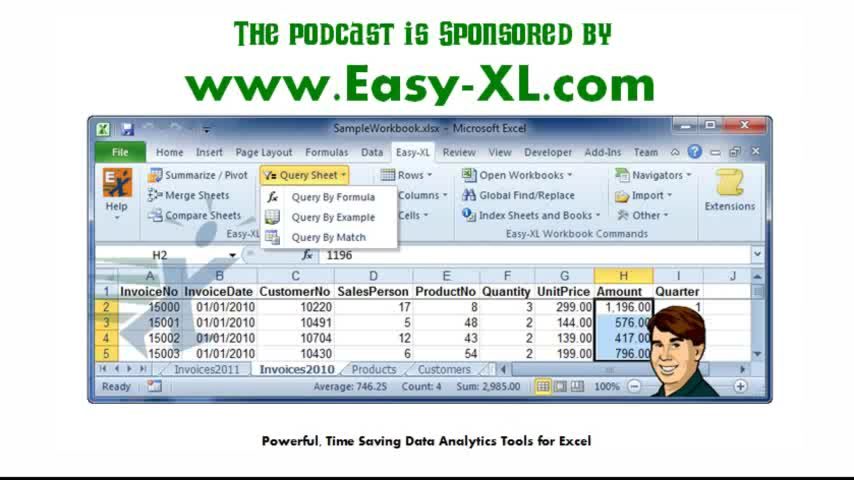 The podcast is Sponsored by
www.Easy-XL.com
SampleWorkbook.xlsx - Microsoft Excel
File Home Insert Page Layout Formulas Data Easy-XL Review View Developer Add-Ins Team
Summarize / Pivot Query Sheet Rows Open Workbooks Navigators
Merge Sheets Query By Formula Columns Global Find/Replace Import
Help Compare Sheets Query By Example Cells Index Sheets and Books Other Extensions
Easy-XL Query By Match Easy-XL Workbook Commands
H2 fx 1196
A B C D E F G H I J
1 InvoiceNo InvoiceDate CustomerNo SalesPerson ProductNo Quantity UnitPrice Amount Quarter
2 15000 01/01/2010 10220 17 8 3 299.00 1,196.00 1
3 15001 01/01/2010 10491 5 48 2 144.00 576.00
4 15002 01/01/2010 10704 12 43 2 139.00 417.00
5 15003 01/01/2010 10430 6 54 2 199.00 796.00
Invoices2011 Invoices2010 Products Customers
Ready Average: 746.25 Count: 4 Sum: 2,985.00 100%
Powerful, Time Saving Data Analytics Tools for Excel